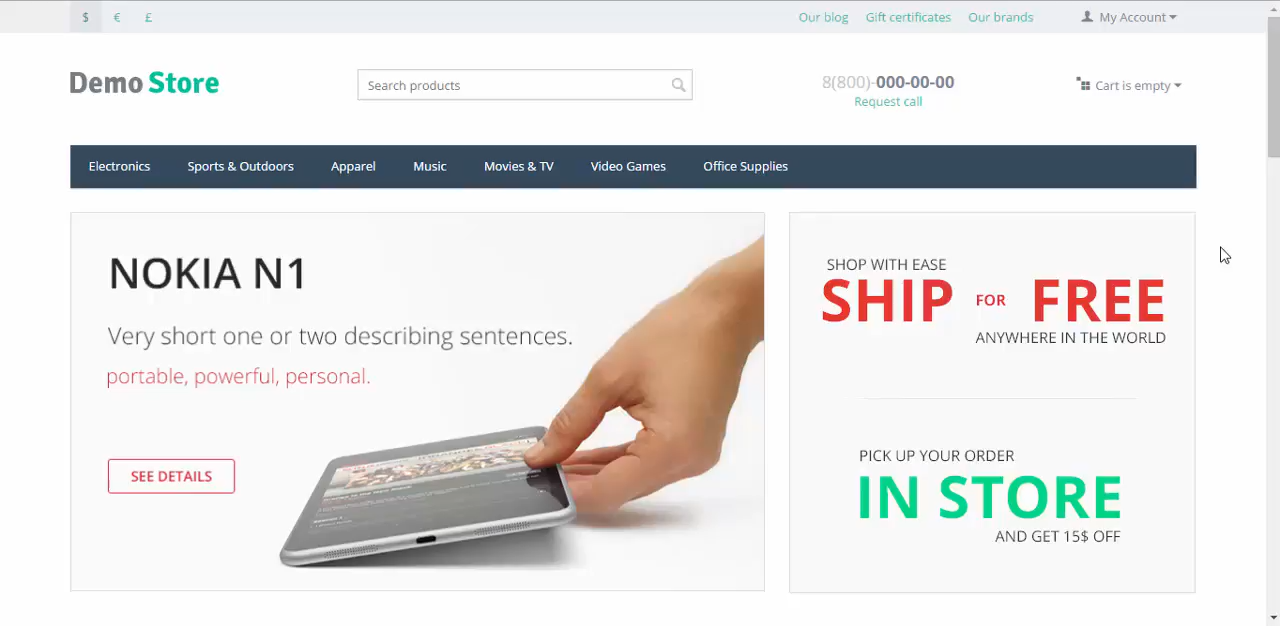 $ € £
Our blog Gift certificates Our brands My Account
Demo Store
Search products
8(800)-000-00-00
Request call
Cart is empty
Electronics Sports & Outdoors Apparel Music Movies & TV Video Games Office Supplies
NOKIA N1
Very short one or two describing sentences.
portable, powerful, personal.
SEE DETAILS
SHOP WITH EASE
SHIP FOR FREE
ANYWHERE IN THE WORLD
PICK UP YOUR ORDER
IN STORE
AND GET 15$ OFF